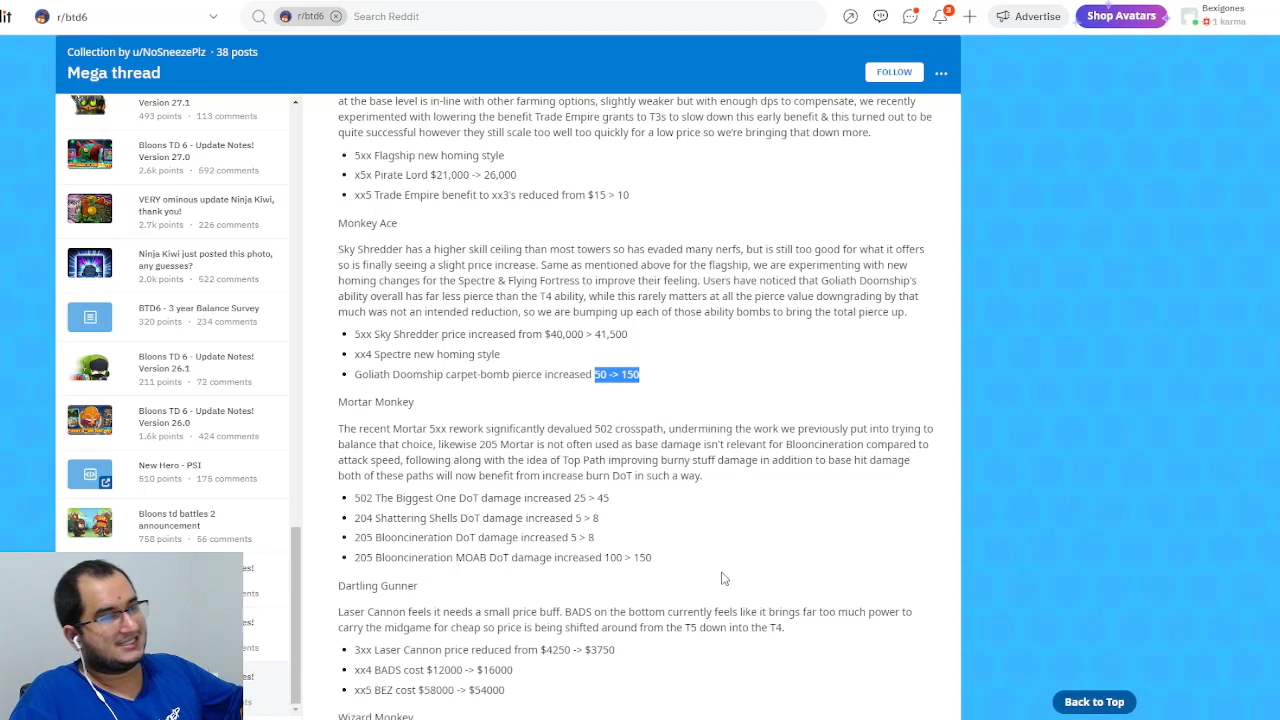 it
r/btd6
r/btd6
Search Reddit
3
Advertise
Shop Avatars
Bexigones
1 karma
Collection by u/NoSneezePlz · 38 posts
Mega thread
FOLLOW
Version 27.1
493 points · 113 comments
Bloons TD 6 - Update Notes!
Version 27.0
2.6k points · 592 comments
VERY ominous update Ninja Kiwi,
thank you!
2.7k points · 226 comments
Ninja Kiwi just posted this photo,
any guesses?
2.0k points · 522 comments
BTD6 - 3 year Balance Survey
320 points · 234 comments
Bloons TD 6 - Update Notes!
Version 26.1
211 points · 72 comments
Bloons TD 6 - Update Notes!
Version 26.0
1.6k points · 424 comments
New Hero - PSI
510 points · 175 comments
Bloons td battles 2
announcement
758 points · 56 comments
es!
ents
es!
nts
es!
ts
at the base level is in-line with other farming options, slightly weaker but with enough dps to compensate, we recently
experimented with lowering the benefit Trade Empire grants to T3s to slow down this early benefit & this turned out to be
quite successful however they still scale too well too quickly for a low price so we're bringing that down more.
• 5xx Flagship new homing style
• x5x Pirate Lord $21,000 -> 26,000
• xx5 Trade Empire benefit to xx3's reduced from $15 > 10
Monkey Ace
Sky Shredder has a higher skill ceiling than most towers so has evaded many nerfs, but is still to good for what it offers
so is finally seeing a slight price increase. Same as mentioned above for the flagship, we are experimenting with new
homing changes for the Spectre & Flying Fortress to improve their feeling. Users have noticed that Goliath Doomship's
ability overall has far less pierce than the T4 ability, while this rarely matters at all the pierce value downgrading by that
much was not an intended reduction, so we are bumping up each of those ability bombs to bring the total pierce up.
• 5xx Sky Shredder price increased from $40,000 > 41,500
• xx4 Spectre new homing style
• Goliath Doomship carpet-bomb pierce increased 50 -> 150
Mortar Monkey
The recent Mortar 5xx rework significantly devalued 502 crosspath, undermining the work we previously put into trying to
balance that choice, likewise 205 Mortar is not often used as base damage isn't relevant for Blooncineration compared to
attack speed, following along with the idea of Top Path improving burny stuff damage in addition to base hit damage
both of these paths will now benefit from increase burn DoT in such a way.
• 502 The Biggest One DoT damage increased 25 > 45
• 204 Shattering Shells DoT damage increased 5 > 8
• 205 Blooncineration DoT damage increased 5 > 8
• 205 Blooncineration MOAB DoT damage increased 100 > 150
Dartling Gunner
Laser Cannon feels it needs a small price buff. BADS on the bottom currently feels like it brings far too much power to
carry the midgame for cheap so price is being shifted around from the T5 down into the T4.
• 3xx Laser Cannon price reduced from $4250 -> $3750
• xx4 BADS cost $12000 -> $16000
• xx5 BEZ cost $58000 -> $54000
Wizard Monkey
Back to Top